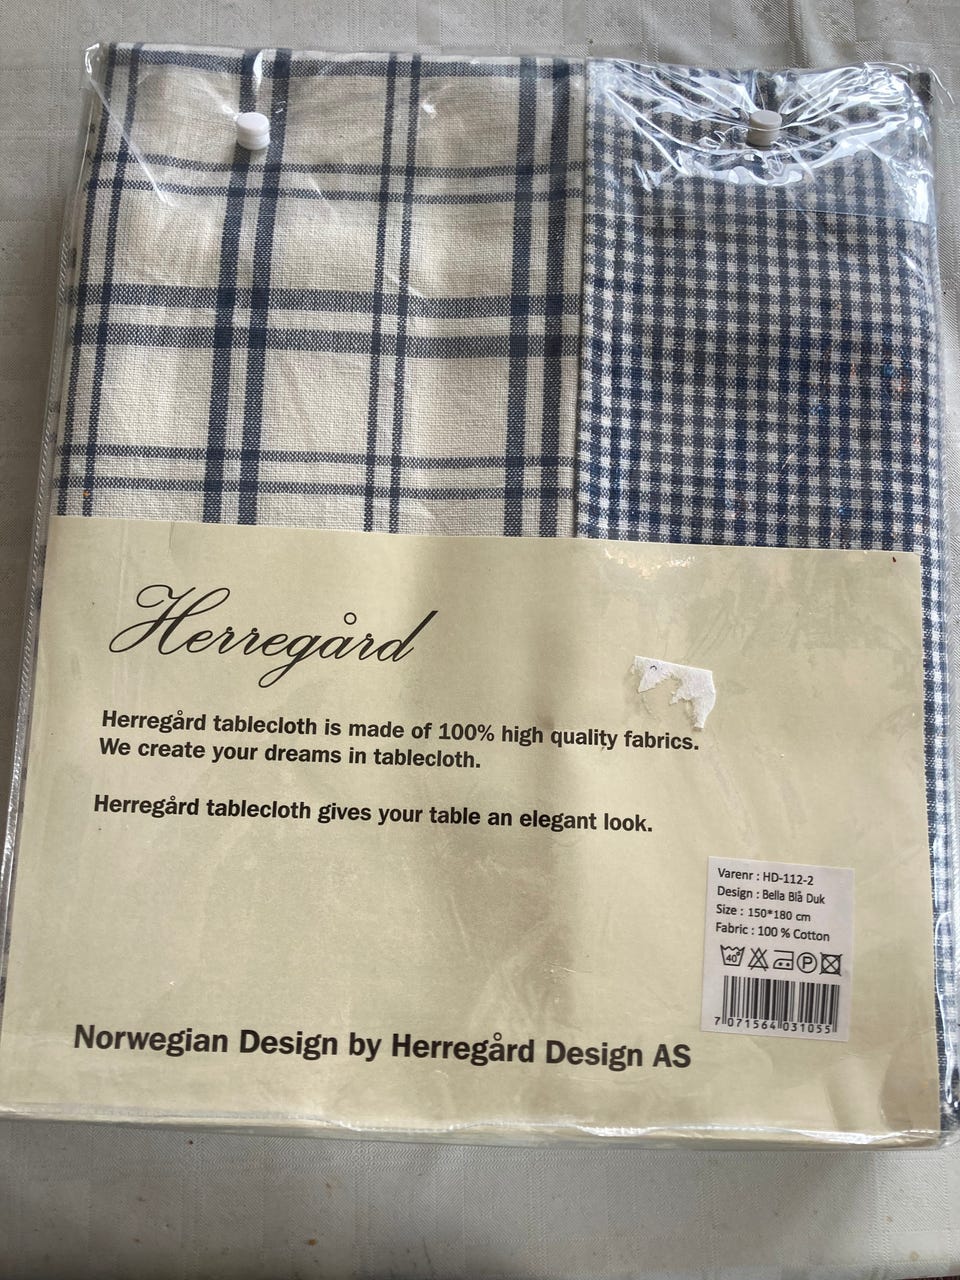 Herregård
Herregård tablecloth is made of 100% high quality fabrics.
We create your dreams in tablecloth.
Herregård tablecloth gives your table an elegant look.
Varenr : HD-112-2
Design : Bella Blå Duk
Size : 150*180 cm
Fabric : 100 % Cotton
40° P
7 071564 031055
Norwegian Design by Herregård Design AS